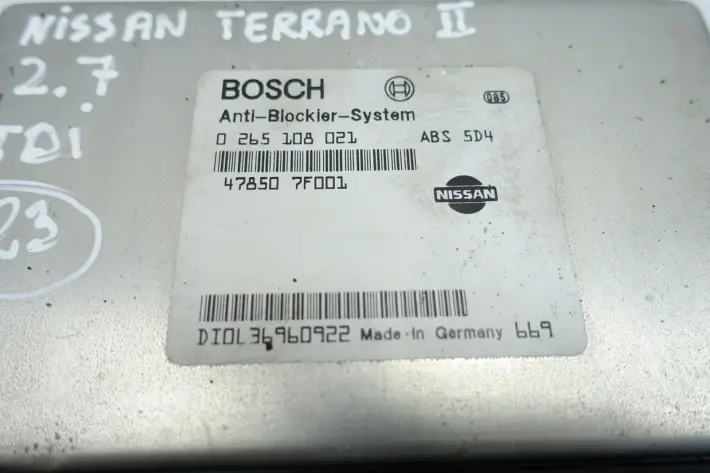 NISSAN TERRANO II
2.7
TDi
23
BOSCH
085
Anti-Blockier-System
0 265 108 021 ABS 5D4
47850 7F001
NISSAN
DIOL36960922 Made-in Germany 669